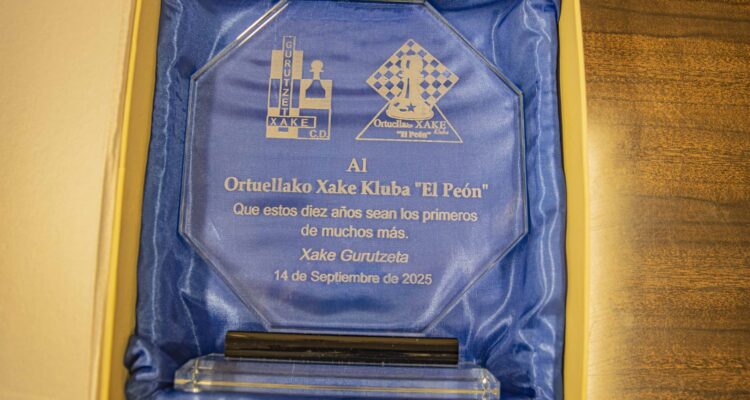 GURUTZETA
XAKE
C.D.
Ortuellako XAKE
"El Peón" Kluba
Al
Ortuellako Xake Kluba "El Peón"
Que estos diez años sean los primeros
de muchos más.
Xake Gurutzeta
14 de Septiembre de 2025